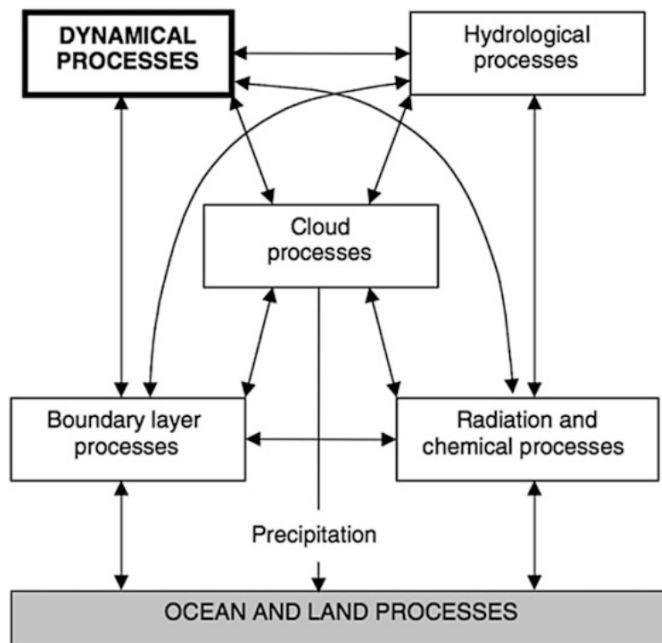 DYNAMICAL
PROCESSES
Hydrological
processes
Cloud
processes
Boundary layer
processes
Radiation and
chemical processes
Precipitation
OCEAN AND LAND PROCESSES